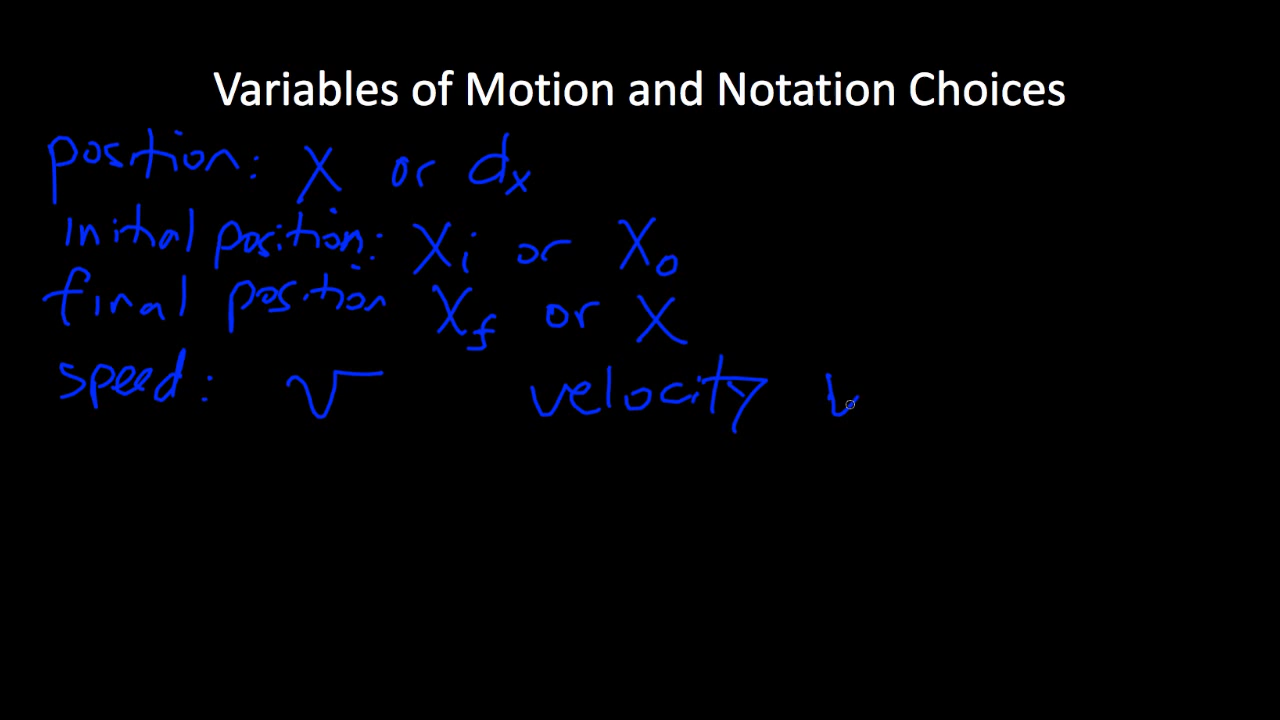 Variables of Motion and Notation Choices
position: x or dₓ
Initial position: xᵢ or x₀
final position x_f or x
speed: v velocity v